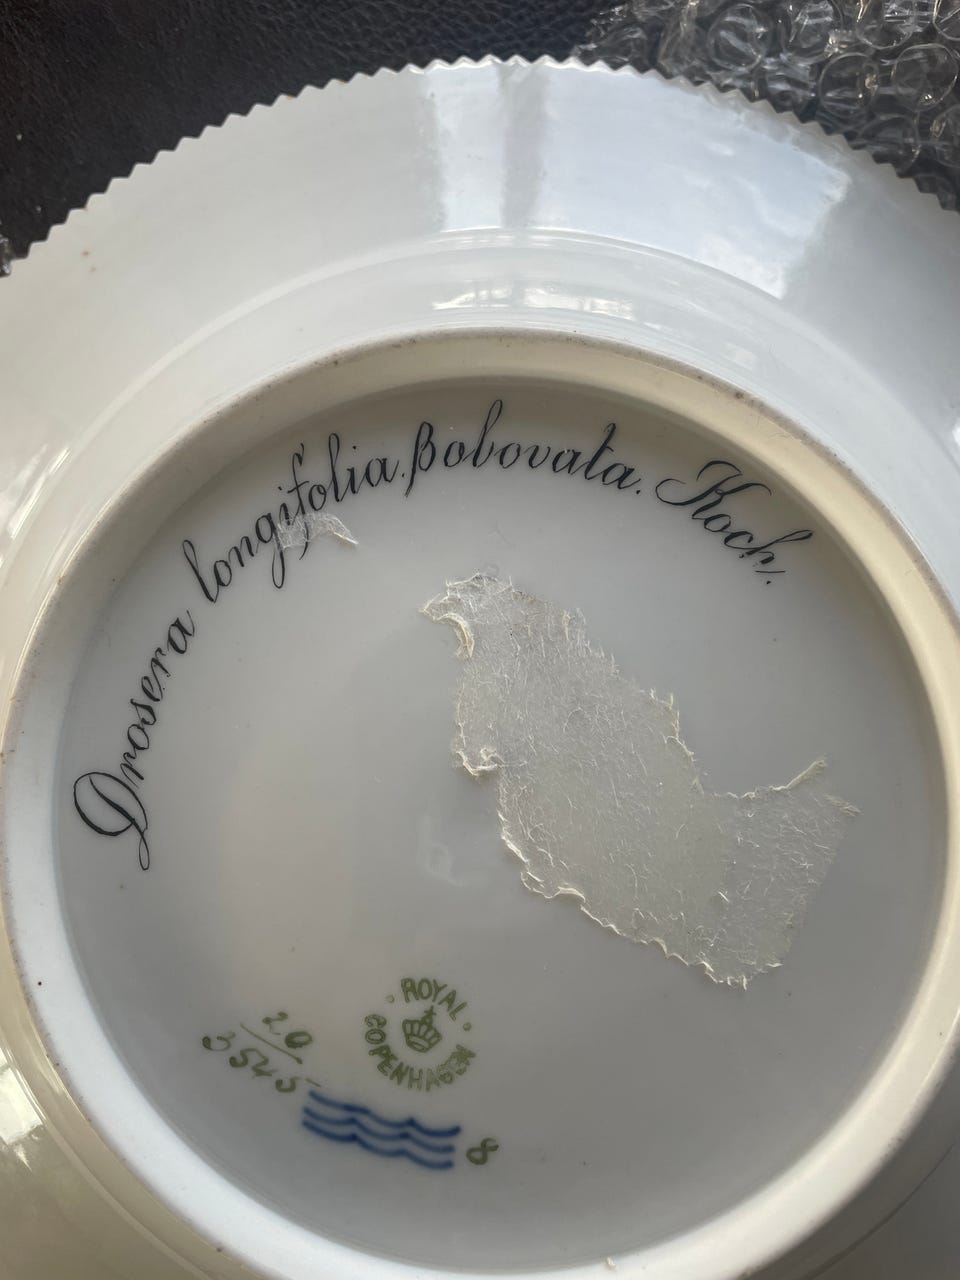 Drosera longifolia. β obovata. Koch.
ROYAL COPENHAGEN
20
3545
8